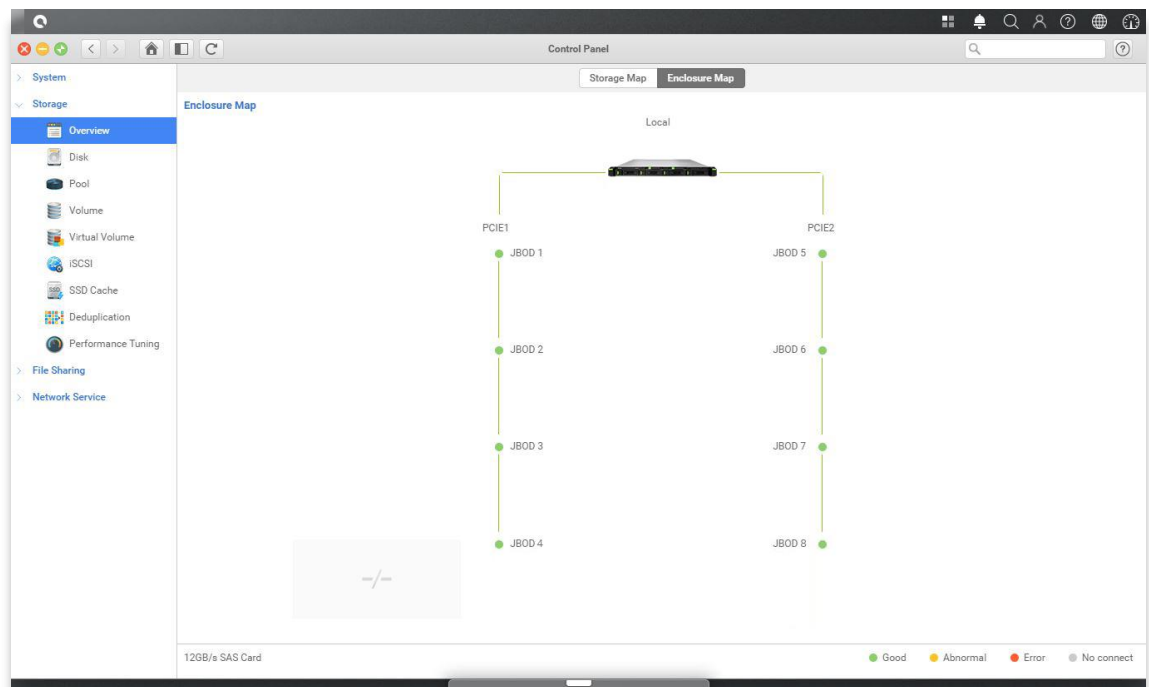 Control Panel
System
Storage
Overview
Disk
Pool
Volume
Virtual Volume
iSCSI
SSD Cache
Deduplication
Performance Tuning
File Sharing
Network Service
Storage Map Enclosure Map
Enclosure Map
Local
PCIE1 PCIE2
JBOD 1 JBOD 5
JBOD 2 JBOD 6
JBOD 3 JBOD 7
JBOD 4 JBOD 8
-/-
12GB/s SAS Card Good Abnormal Error No connect